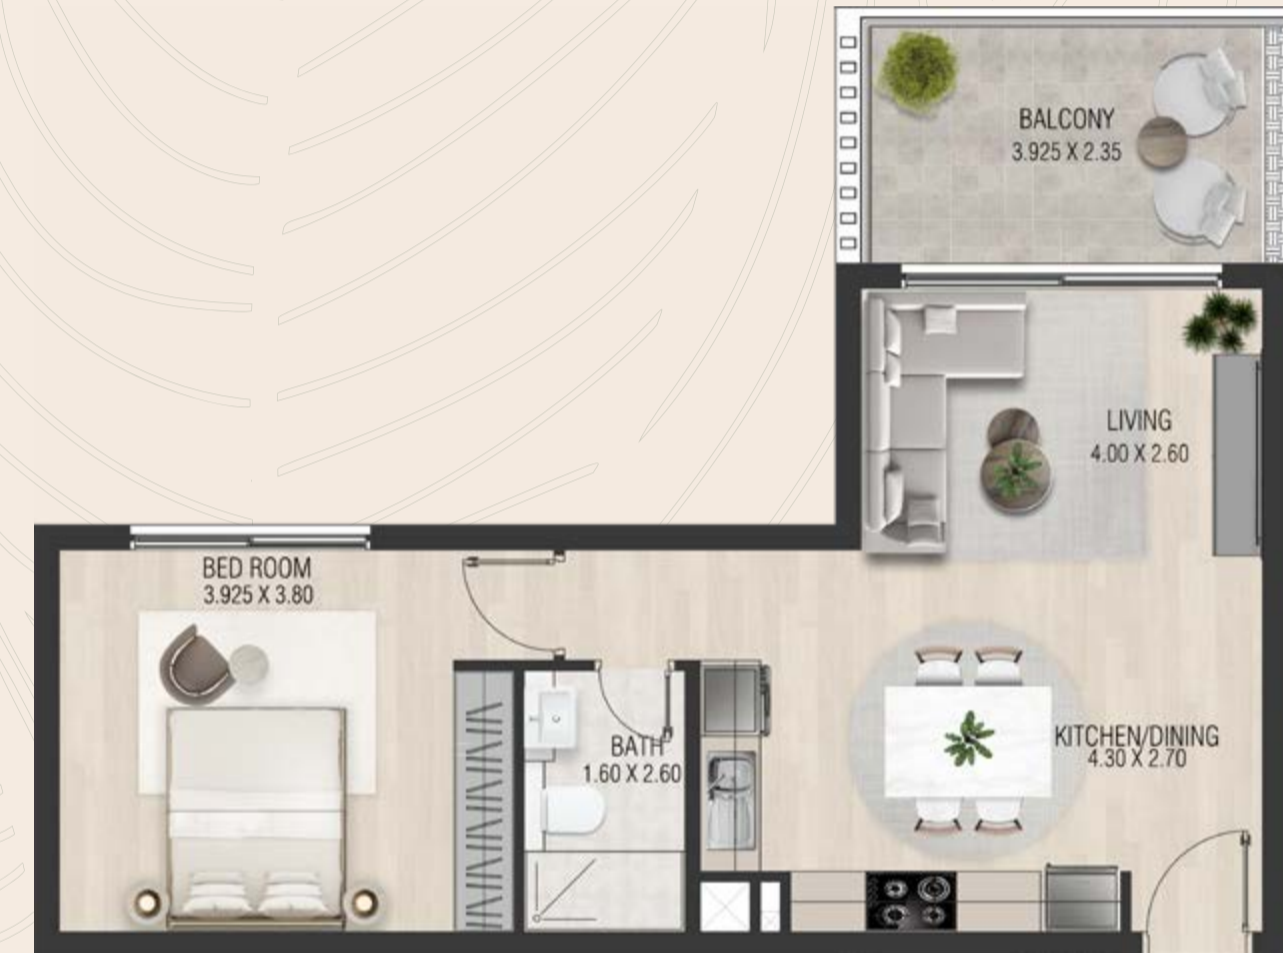 BALCONY
3.925 X 2.35
LIVING
4.00 X 2.60
BED ROOM
3.925 X 3.80
BATH
1.60 X 2.60
KITCHEN/DINING
4.30 X 2.70